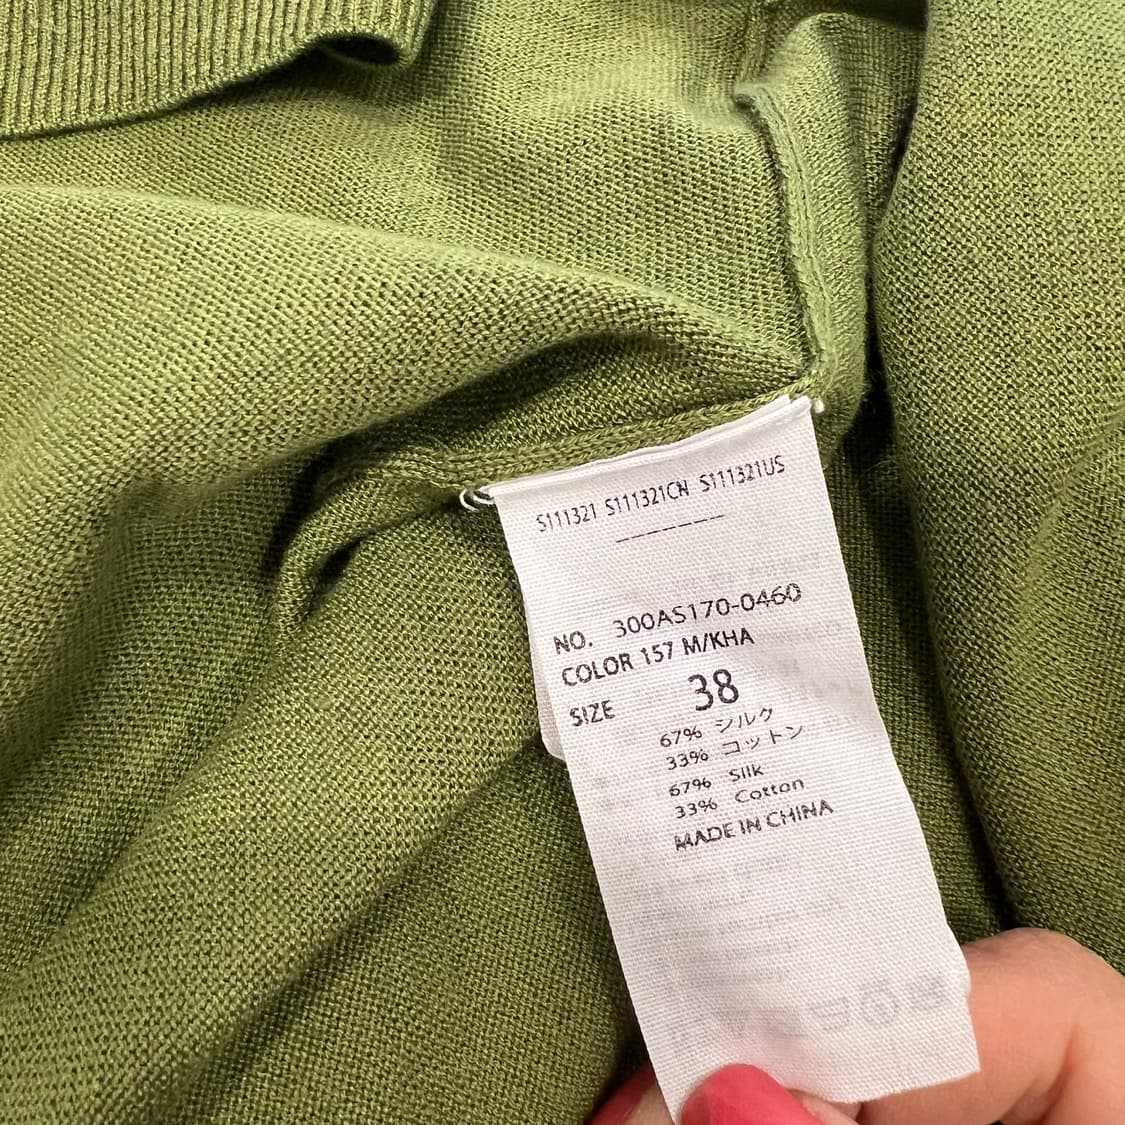 S111321 S111321CN S111321US
-------
NO. 300AS170-0460
COLOR 157 M/KHA
SIZE 38
67% シルク
33% コットン
67% Silk
33% Cotton
MADE IN CHINA